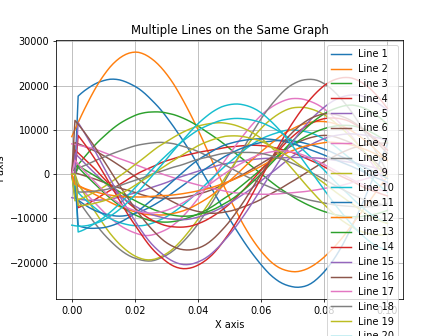 Multiple Lines on the Same Graph
30000
20000
10000
0
−10000
−20000
0.00
0.02
0.04
0.06
X axis
Line 1
Line 2
Line 3
Line 4
Line 5
Line 6
Line 7
Line 8
Line 9
Line 10
Line 11
Line 12
Line 13
Line 14
Line 15
Line 16
Line 17
Line 18
Line 19